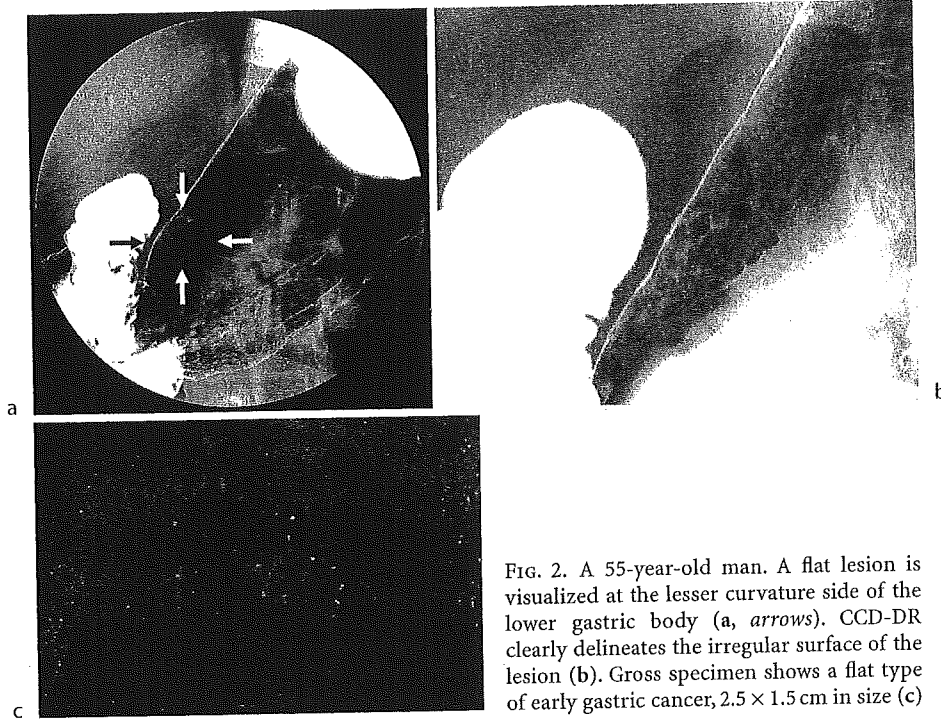 a
b
c
FIG. 2. A 55-year-old man. A flat lesion is
visualized at the lesser curvature side of the
lower gastric body (a, arrows). CCD-DR
clearly delineates the irregular surface of the
lesion (b). Gross specimen shows a flat type
of early gastric cancer, 2.5 × 1.5 cm in size (c)